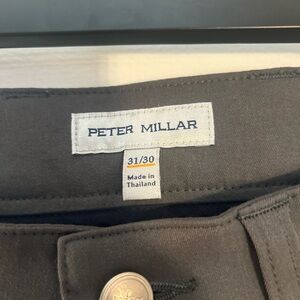 PETER MILLAR
31/30
Made in
Thailand